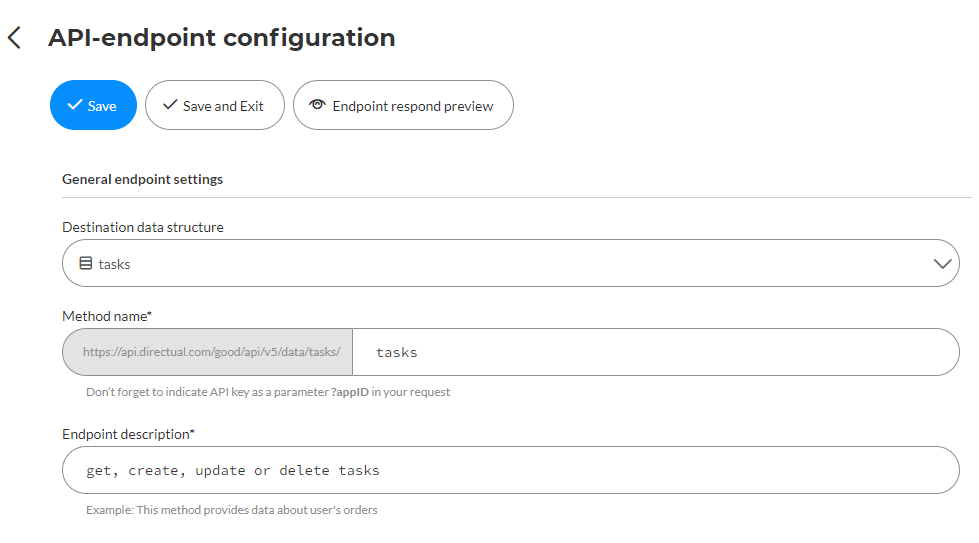 API-endpoint configuration
Save
Save and Exit
Endpoint respond preview
General endpoint settings
Destination data structure
tasks
Method name*
https://api.directual.com/good/api/v5/data/tasks/
tasks
Don't forget to indicate API key as a parameter ?appID in your request
Endpoint description*
get, create, update or delete tasks
Example: This method provides data about user's orders